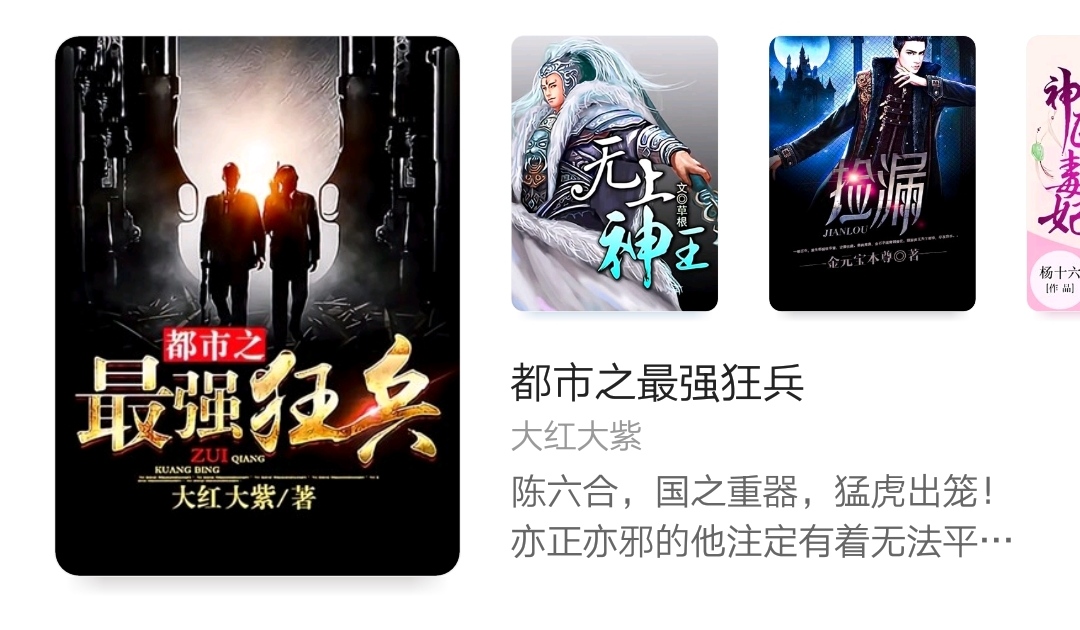 都市之
最强狂兵
ZUI QIANG
KUANG BING
大红大紫/著
无上
神王
文◎草根
捡漏
JIANLOU
金元宝本尊◎著
杨十六
[作品]
都市之最强狂兵
大红大紫
陈六合，国之重器，猛虎出笼！
亦正亦邪的他注定有着无法平…